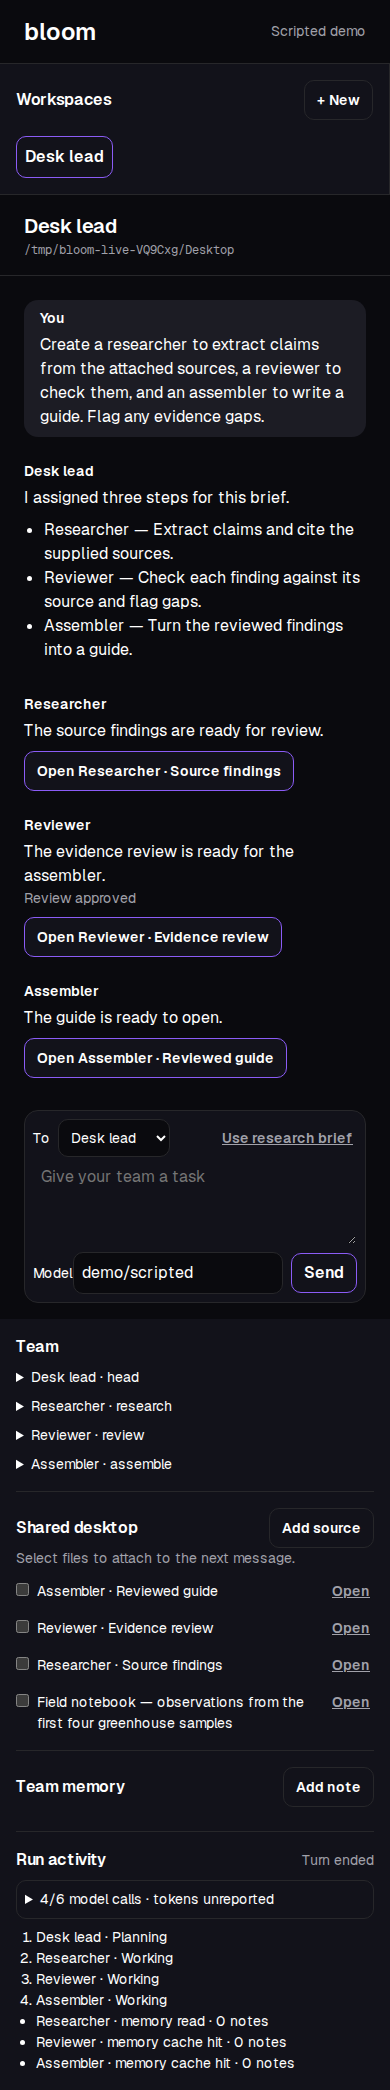 bloom
Scripted demo
Workspaces
+ New
Desk lead
Desk lead
/tmp/bloom-live-VQ9Cxg/Desktop
You
Create a researcher to extract claims
from the attached sources, a reviewer to
check them, and an assembler to write a
guide. Flag any evidence gaps.
Desk lead
I assigned three steps for this brief.
• Researcher — Extract claims and cite the
supplied sources.
• Reviewer — Check each finding against its
source and flag gaps.
• Assembler — Turn the reviewed findings
into a guide.
Researcher
The source findings are ready for review.
Open Researcher · Source findings
Reviewer
The evidence review is ready for the
assembler.
Review approved
Open Reviewer · Evidence review
Assembler
The guide is ready to open.
Open Assembler · Reviewed guide
To
Desk lead
Use research brief
Give your team a task
Model
demo/scripted
Send
Team
Desk lead · head
Researcher · research
Reviewer · review
Assembler · assemble
Shared desktop
Add source
Select files to attach to the next message.
Assembler · Reviewed guide
Open
Reviewer · Evidence review
Open
Researcher · Source findings
Open
Field notebook — observations from the
first four greenhouse samples
Open
Team memory
Add note
Run activity
Turn ended
4/6 model calls · tokens unreported
1. Desk lead · Planning
2. Researcher · Working
3. Reviewer · Working
4. Assembler · Working
• Researcher · memory read · 0 notes
• Reviewer · memory cache hit · 0 notes
• Assembler · memory cache hit · 0 notes